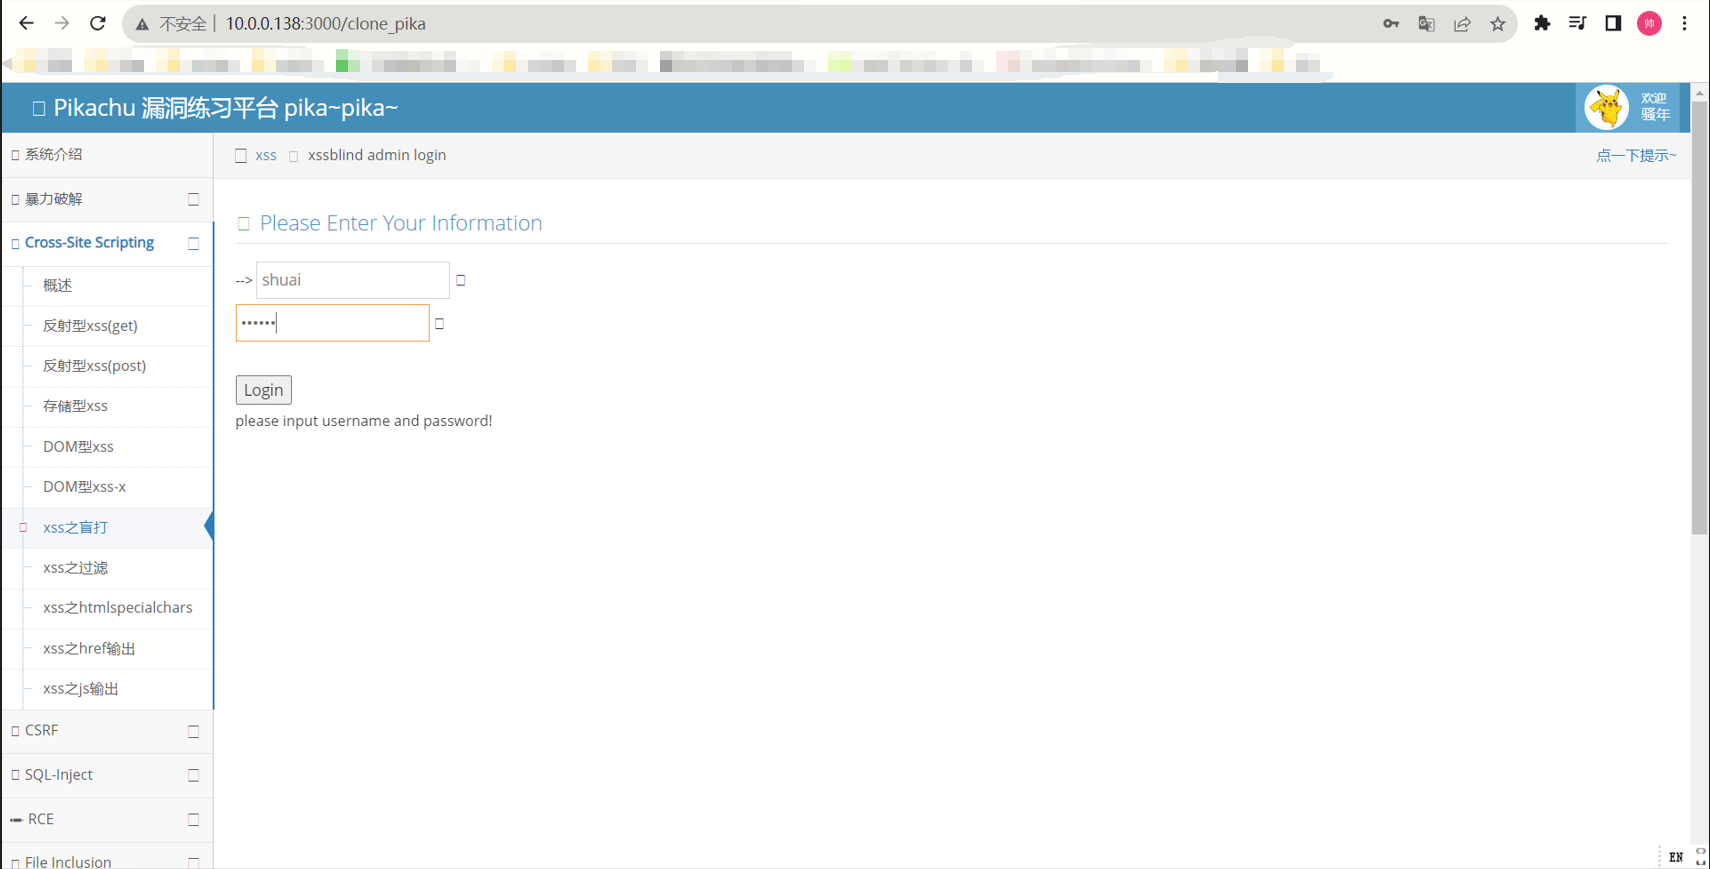 不安全 10.0.0.138:3000/clone_pika
帅
Pikachu 漏洞练习平台 pika~pika~
欢迎
骚年
系统介绍
暴力破解
Cross-Site Scripting
概述
反射型xss(get)
反射型xss(post)
存储型xss
DOM型xss
DOM型xss-x
xss之盲打
xss之过滤
xss之htmlspecialchars
xss之href输出
xss之js输出
CSRF
SQL-Inject
RCE
File Inclusion
xss xssblind admin login
点一下提示~
Please Enter Your Information
--> shuai
••••••
Login
please input username and password!
EN